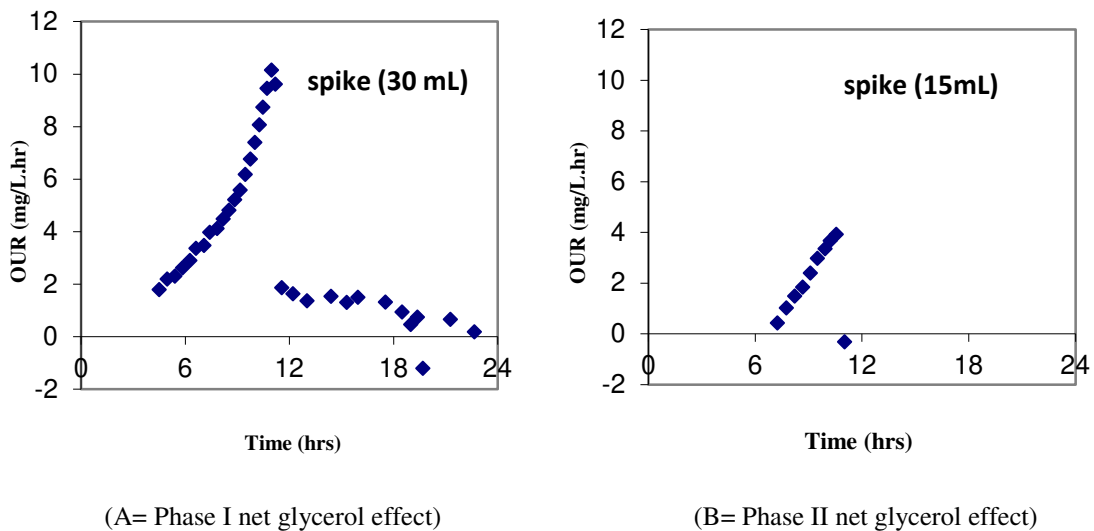 12
10
8
6
4
2
0
-2
OUR (mg/L.hr)
spike (30 mL)
0 6 12 18 24
Time (hrs)
(A= Phase I net glycerol effect)
12
10
8
6
4
2
0
-2
OUR (mg/L.hr)
spike (15mL)
0 6 12 18 24
Time (hrs)
(B= Phase II net glycerol effect)